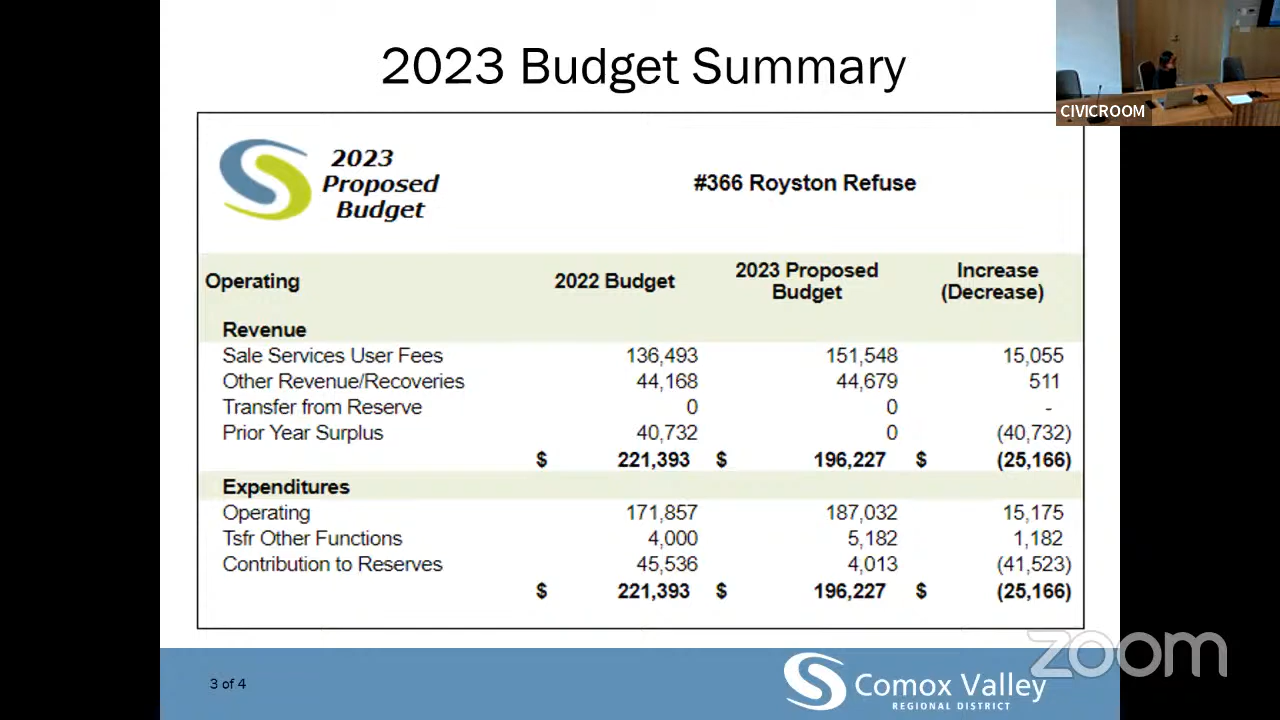 2023 Budget Summary
CIVICROOM
2023
Proposed
Budget
#366 Royston Refuse
Operating 2022 Budget 2023 Proposed Budget Increase (Decrease)
Revenue
Sale Services User Fees 136,493 151,548 15,055
Other Revenue/Recoveries 44,168 44,679 511
Transfer from Reserve 0 0 -
Prior Year Surplus 40,732 0 (40,732)
$ 221,393 $ 196,227 $ (25,166)
Expenditures
Operating 171,857 187,032 15,175
Tsfr Other Functions 4,000 5,182 1,182
Contribution to Reserves 45,536 4,013 (41,523)
$ 221,393 $ 196,227 $ (25,166)
zoom
3 of 4
Comox Valley
REGIONAL DISTRICT